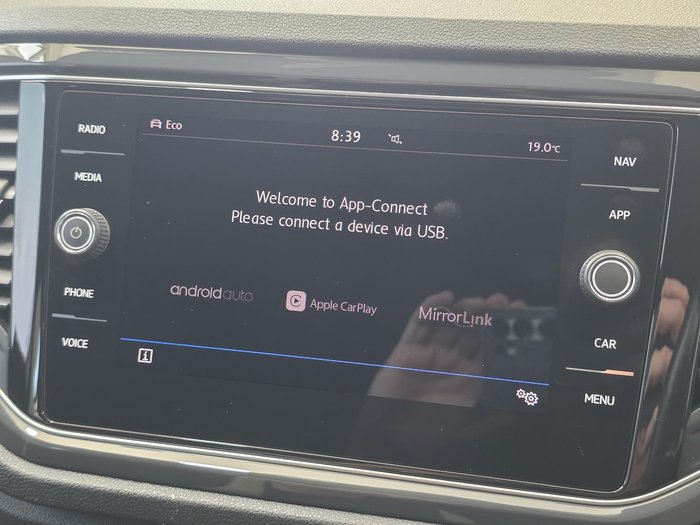 RADIO
MEDIA
PHONE
VOICE
Eco
8:39
19.0°C
Welcome to App-Connect
Please connect a device via USB.
androidauto
Apple CarPlay
MirrorLink
i
NAV
APP
CAR
MENU